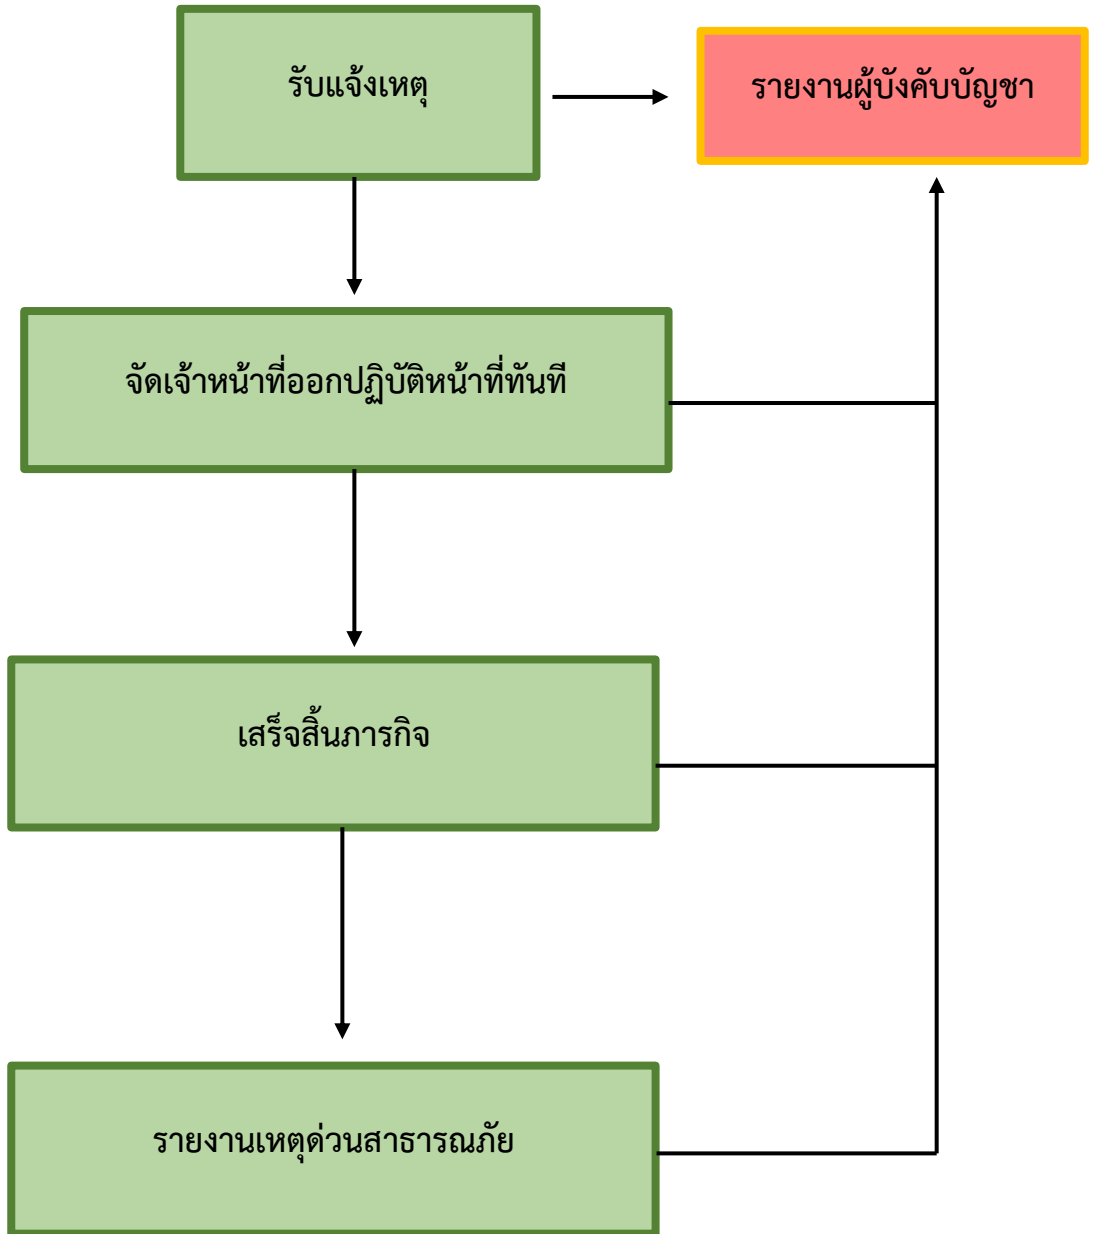 รับแจ้งเหตุ
รายงานผู้บังคับบัญชา
จัดเจ้าหน้าที่ออกปฏิบัติหน้าที่ทันที
เสร็จสิ้นภารกิจ
รายงานเหตุด่วนสาธารณภัย